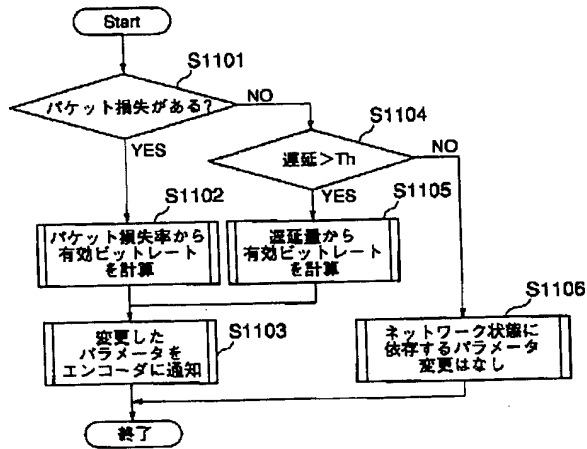 Start
S1101
パケット損失がある?
NO
YES
S1104
遅延>Th
NO
YES
S1102
パケット損失率から
有効ビットレート
を計算
S1105
遅延量から
有効ビットレート
を計算
S1103
変更した
パラメータを
エンコーダに通知
S1106
ネットワーク状態に
依存するパラメータ
変更はなし
終了